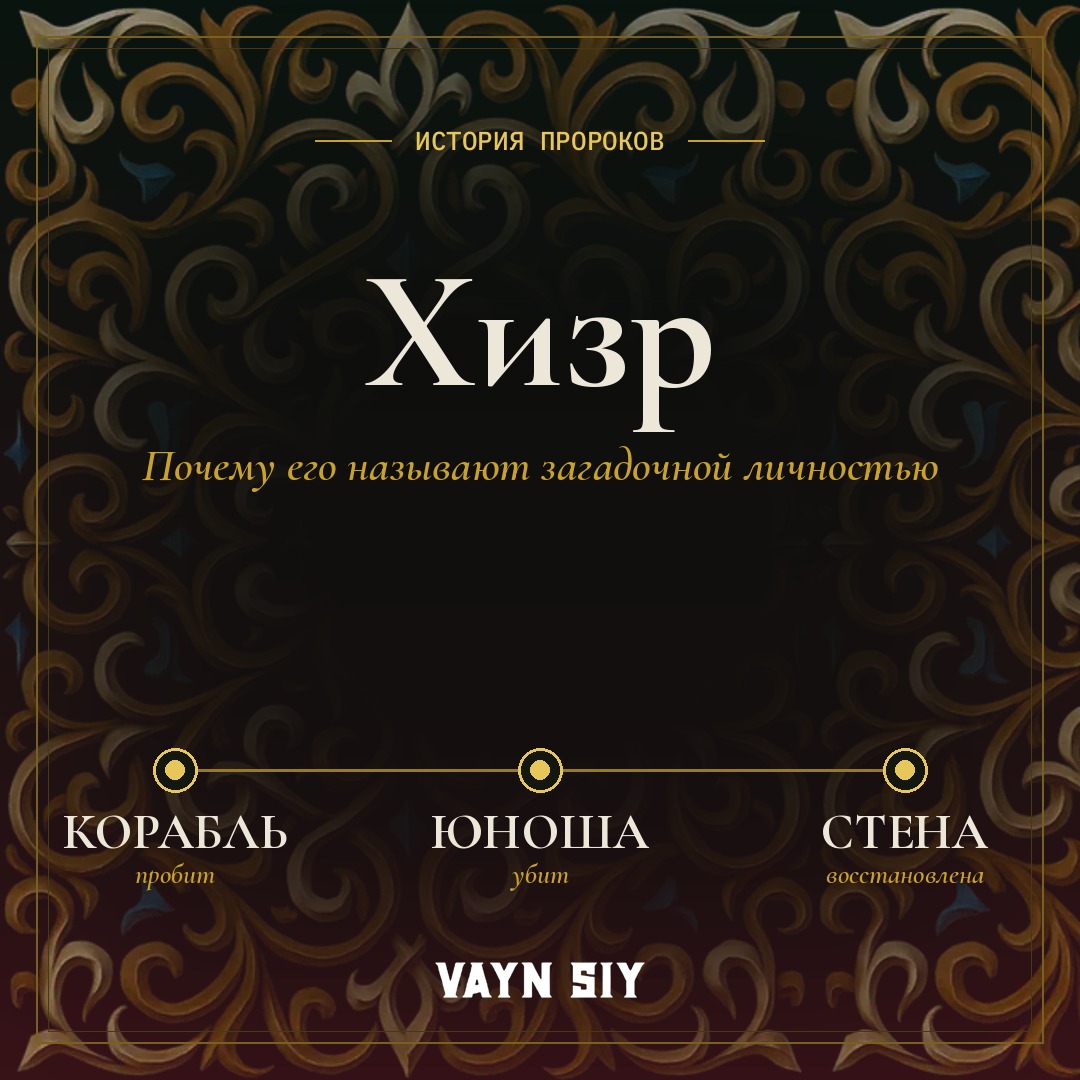 ИСТОРИЯ ПРОРОКОВ
Хизр
Почему его называют загадочной личностью
КОРАБЛЬ ЮНОША СТЕНА
пробит убит восстановлена
VAYN SIY